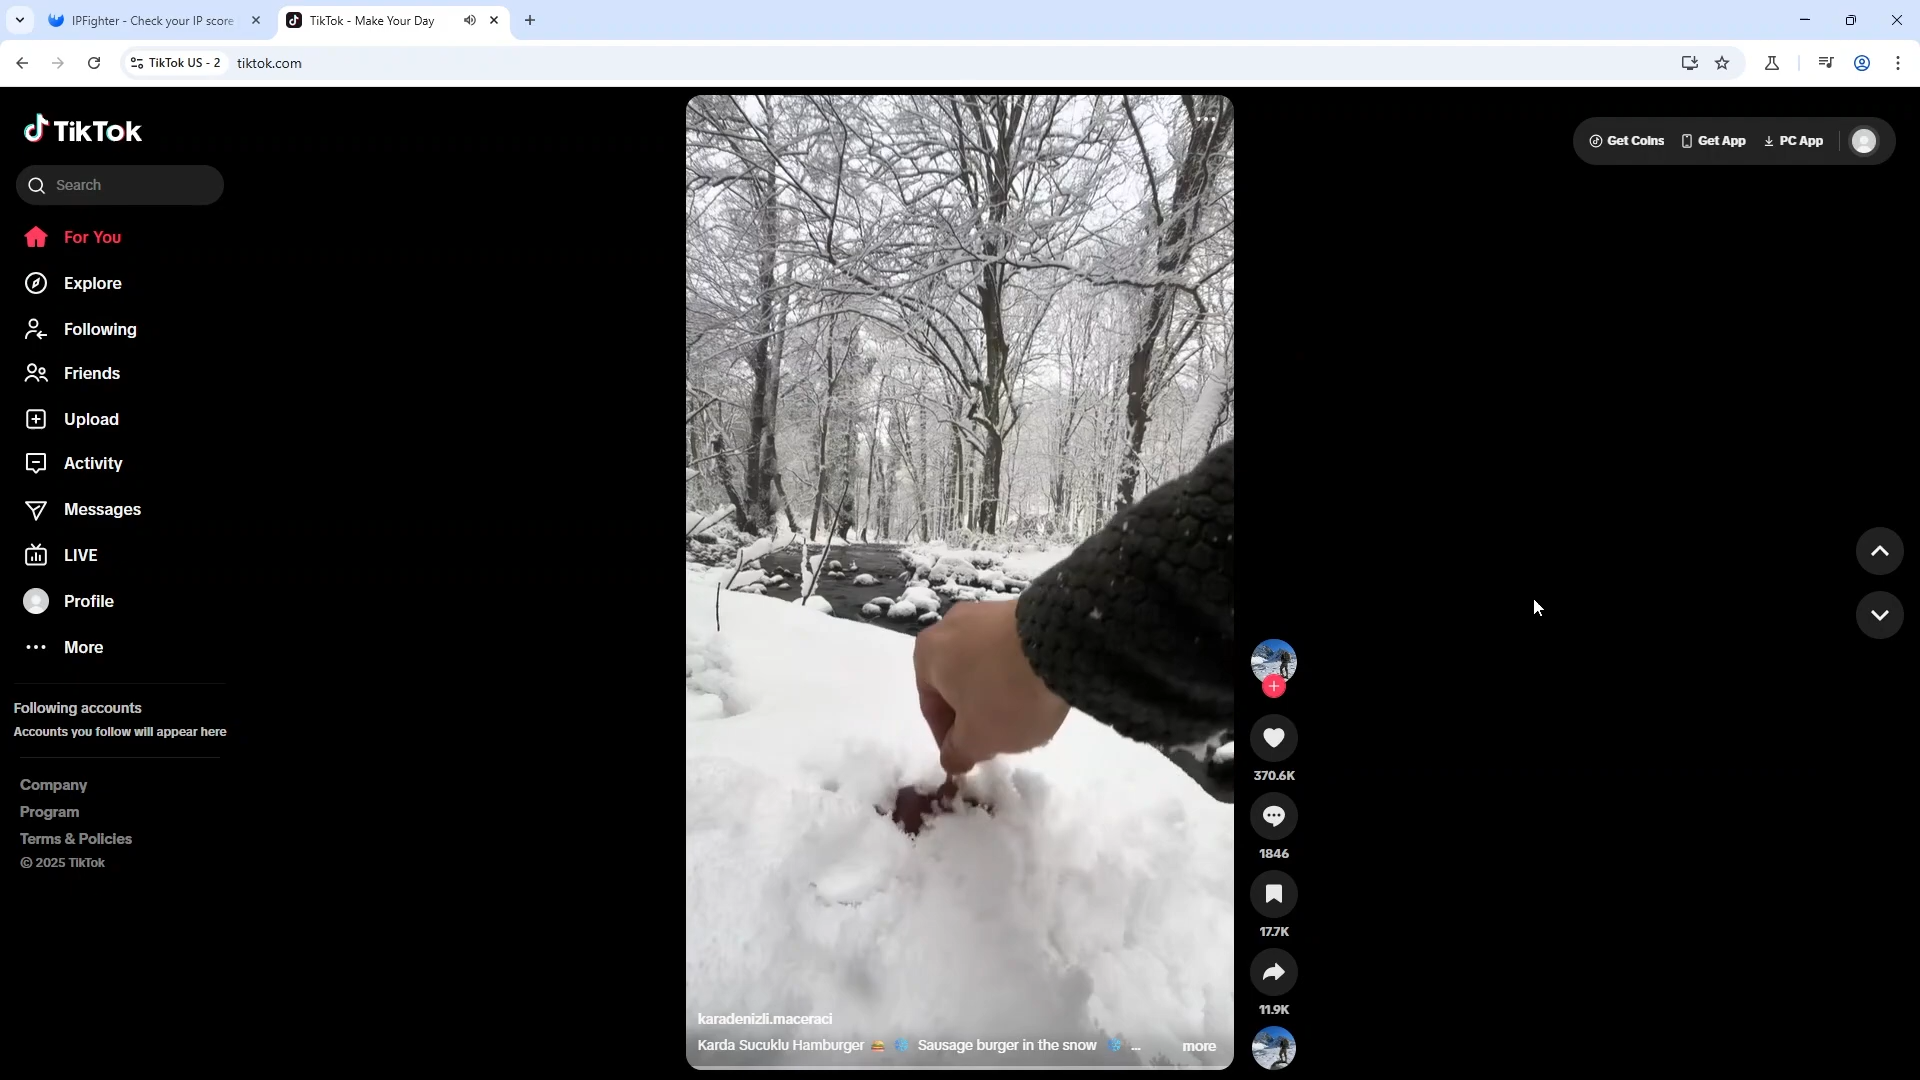 IPFighter - Check your IP score
TikTok - Make Your Day
TikTok US - 2
tiktok.com
TikTok
Search
Get Coins
Get App
PC App
For You
Explore
Following
Friends
Upload
Activity
Messages
LIVE
Profile
More
Following accounts
Accounts you follow will appear here
Company
Program
Terms & Policies
© 2025 TikTok
370.6K
1846
17.7K
11.9K
karadenizli.maceraci
Karda Sucuklu Hamburger 🍔 ❄️ Sausage burger in the snow ❄️ ... more